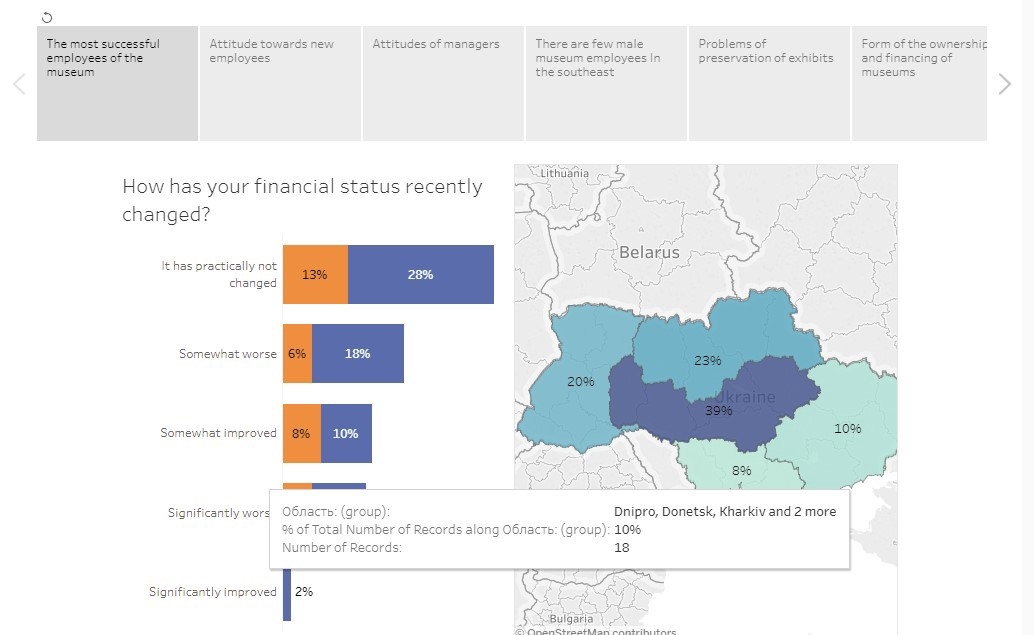 The most successful
employees of the
museum
Attitude towards new
employees
Attitudes of managers
There are few male
museum employees in
the southeast
Problems of
preservation of exhibits
Form of the ownership
and financing of
museums
How has your financial status recently
changed?
It has practically not
changed
13%
28%
Somewhat worse
6%
18%
Somewhat improved
8%
10%
Significantly wors
Significantly improved
2%
Lithuania
Belarus
20%
23%
Ukraine
39%
10%
8%
Область: (group): Dnipro, Donetsk, Kharkiv and 2 more
% of Total Number of Records along Область: (group): 10%
Number of Records: 18
Bulgaria
© OpenStreetMap contributors